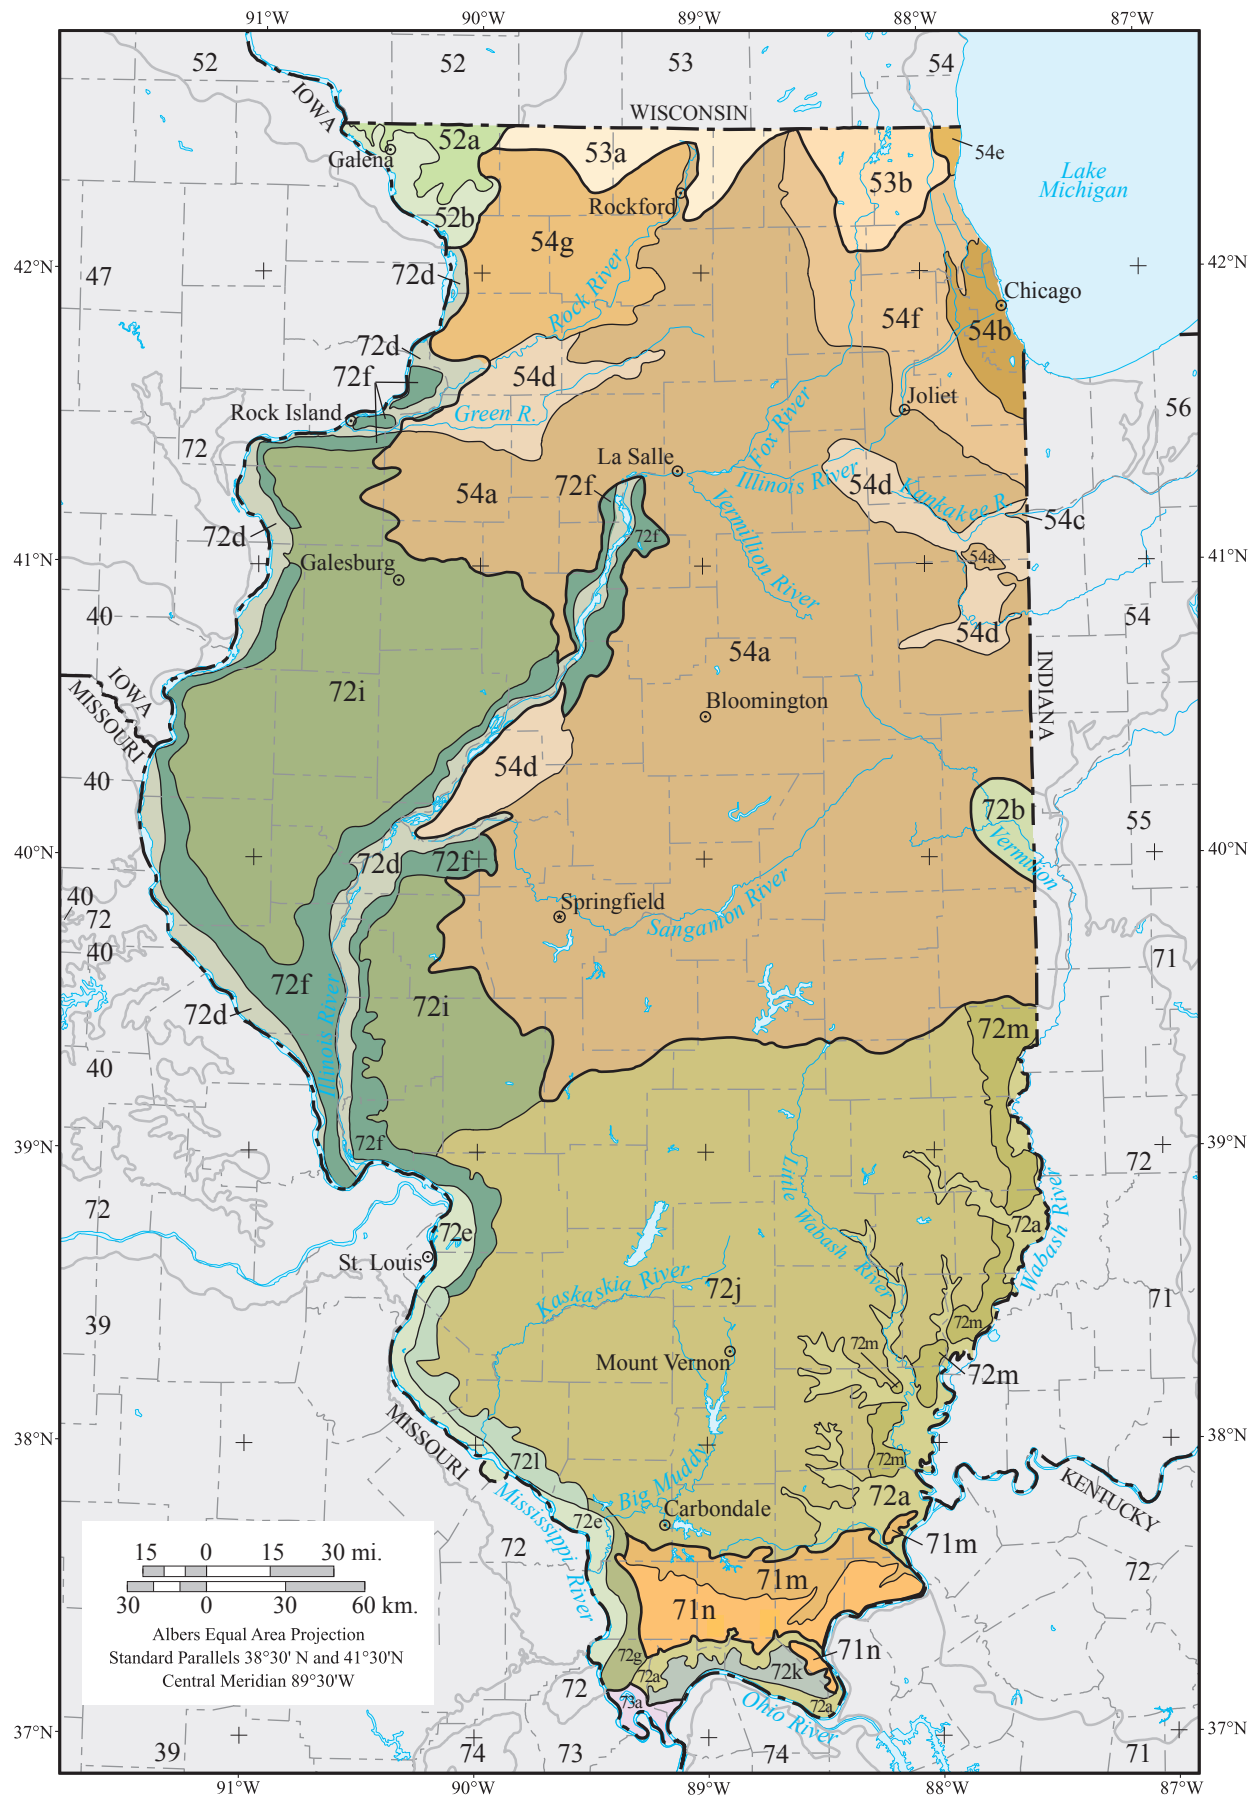 91°W
90°W
89°W
88°W
87°W
52
52
53
54
IOWA
WISCONSIN
52a
54e
Galena
53a
Lake
Michigan
53b
Rockford
52b
54g
42°N
72d
42°N
47
Rock River
Chicago
54f
54b
72d
72f
54d
Joliet
Rock Island
Green R.
56
Fox River
72
La Salle
Illinois River
72f
54a
54d
Kankakee R.
Vermillion River
54c
72d
72f
41°N
Galesburg
54a
41°N
40
54
54d
54a
INDIANA
IOWA
72i
MISSOURI
Bloomington
54d
40
72b
55
Vermilion
40°N
72d
72f
40°N
40
Springfield
72
Sangamon River
40
71
72f
72i
72d
Illinois River
72m
40
39°N
72f
39°N
72
Little Wabash River
72
Wabash River
72e
72a
St. Louis
Kaskaskia River
72j
71
39
72m
72m
Mount Vernon
72m
MISSOURI
38°N
38°N
72l
72m
Big Muddy
KENTUCKY
Mississippi River
72a
Carbondale
72e
72
71m
15 0 15 30 mi.
72
71m
30 0 30 60 km.
71n
Albers Equal Area Projection
Standard Parallels 38°30' N and 41°30'N
Central Meridian 89°30'W
72g
71n
72a
72k
72
73a
72a
Ohio River
37°N
37°N
39
74
73
74
71
91°W
90°W
89°W
88°W
87°W